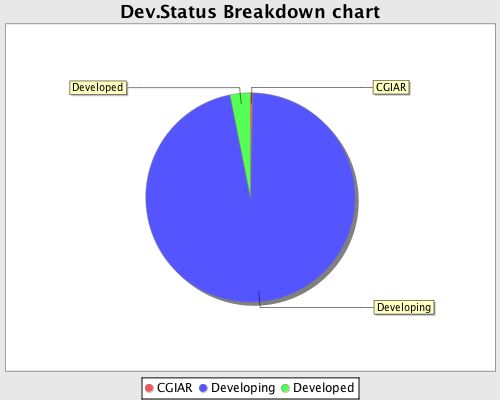 Dev.Status Breakdown chart
Developed
CGIAR
Developing
CGIAR Developing Developed